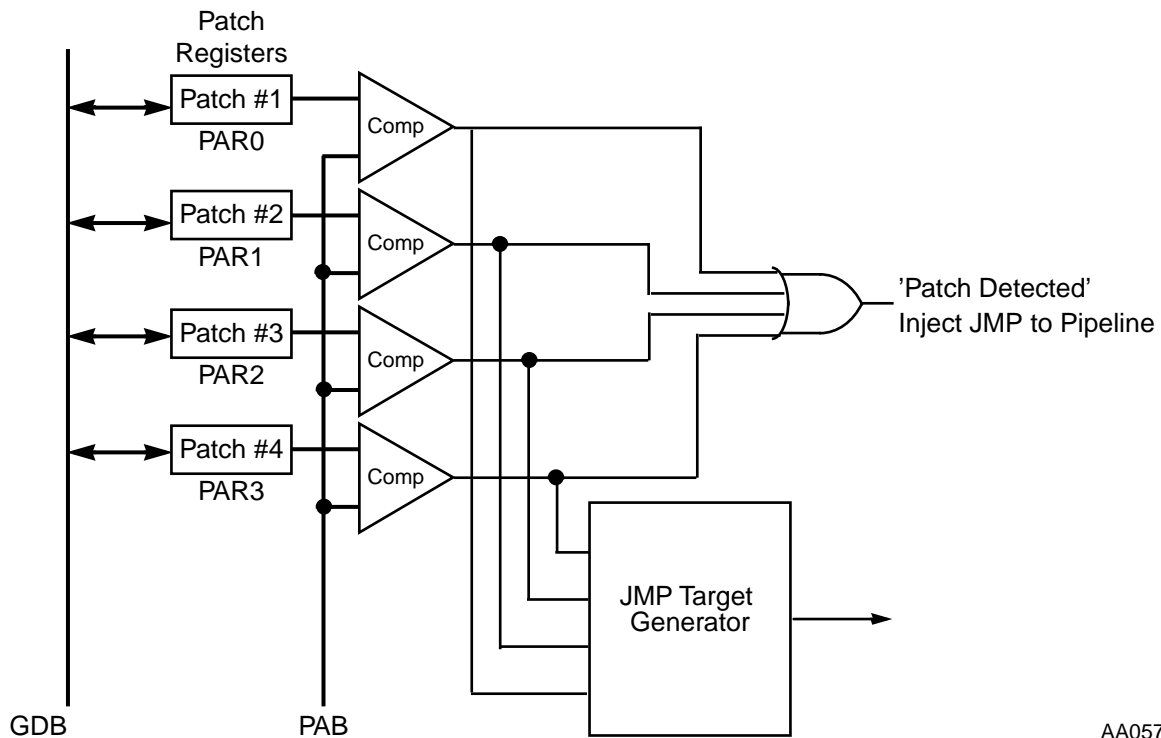 Patch
Registers
Patch #1
PAR0
Comp
Patch #2
PAR1
Comp
Patch #3
PAR2
Comp
Patch #4
PAR3
Comp
’Patch Detected’
Inject JMP to Pipeline
JMP Target
Generator
GDB
PAB
AA057